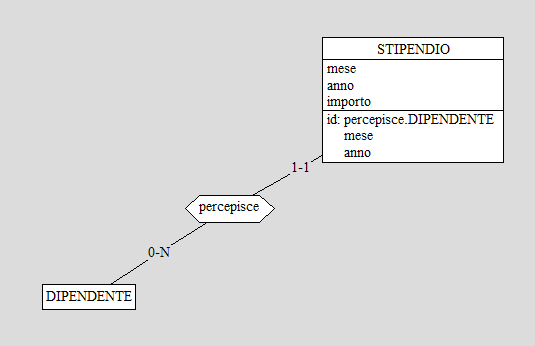 STIPENDIO
mese
anno
importo
id: percepisce.DIPENDENTE
mese
anno
1-1
percepisce
0-N
DIPENDENTE